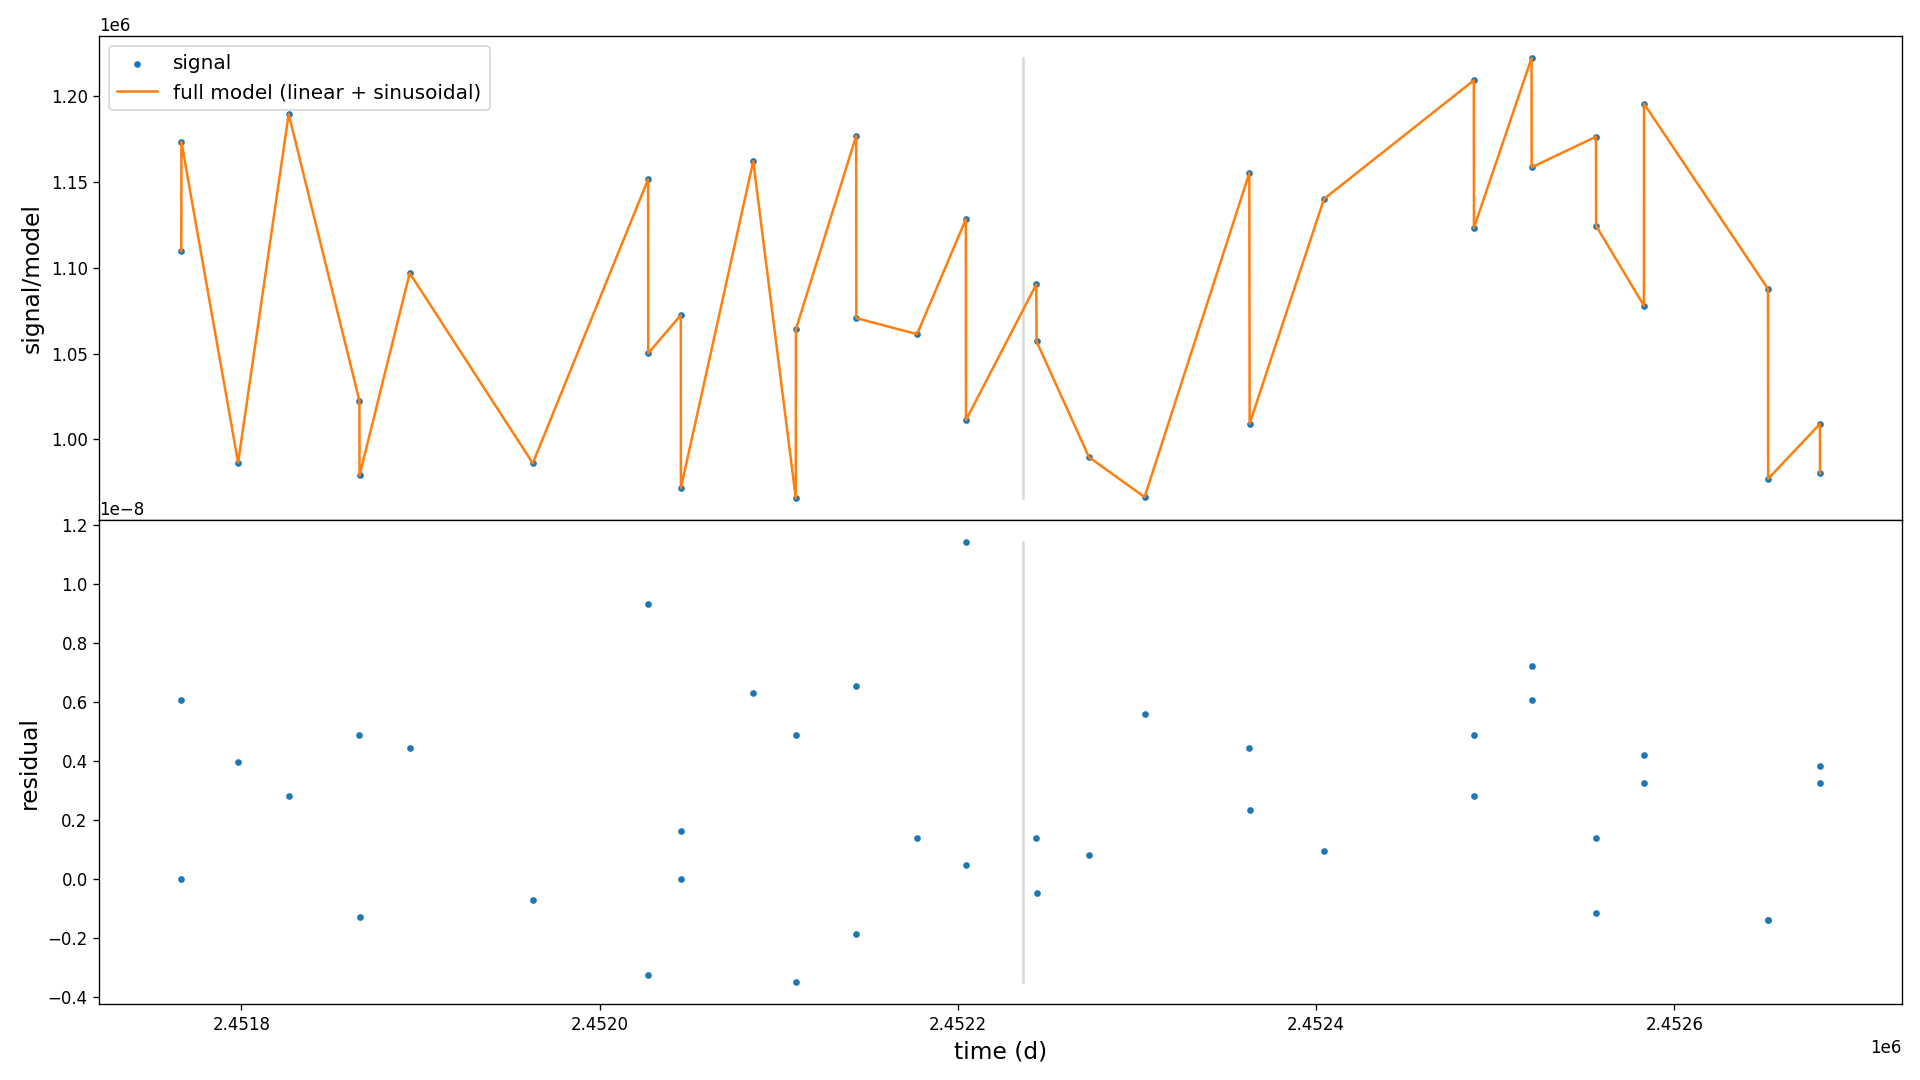 1e6
signal
full model (linear + sinusoidal)
1.20
1.15
1.10
1.05
1.00
signal/model
1e−8
1.2
1.0
0.8
0.6
0.4
0.2
0.0
−0.2
−0.4
residual
2.4518
2.4520
2.4522
2.4524
2.4526
1e6
time (d)